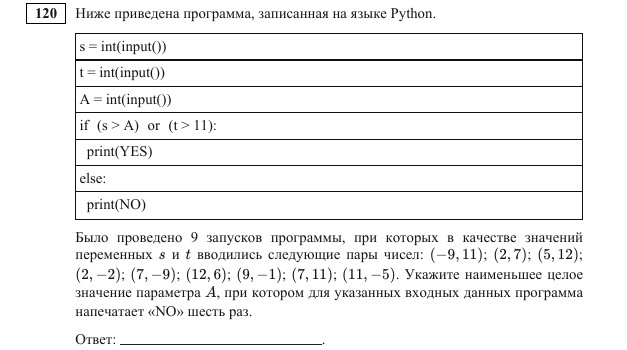 120 Ниже приведена программа, записанная на языке Python.
s = int(input())
t = int(input())
A = int(input())
if (s > A) or (t > 11):
print(YES)
else:
print(NO)
Было проведено 9 запусков программы, при которых в качестве значений
переменных s и t вводились следующие пары чисел: (−9, 11); (2, 7); (5, 12);
(2, −2); (7, −9); (12, 6); (9, −1); (7, 11); (11, −5). Укажите наименьшее целое
значение параметра A, при котором для указанных входных данных программа
напечатает «NO» шесть раз.
Ответ: ____________________.